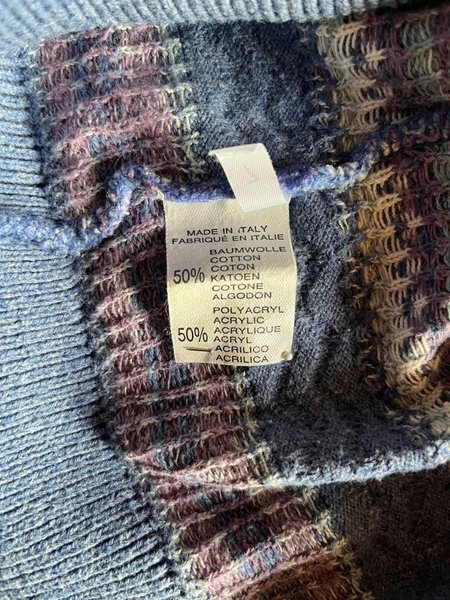 MADE IN ITALY
FABRIQUÉ EN ITALIE
BAUMWOLLE
COTTON
COTON
50% KATOEN
COTONE
ALGODON
POLYACRYL
ACRYLIC
50% ACRYLIQUE
ACRYL
ACRILICO
ACRILICA